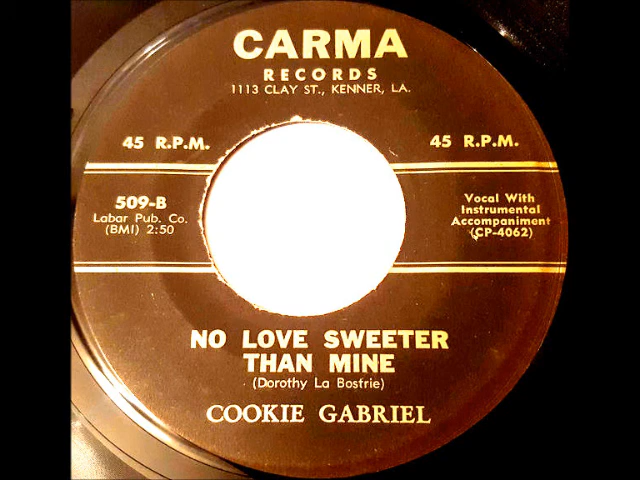 CARMA
RECORDS
1113 CLAY ST., KENNER, LA.
45 R.P.M.
45 R.P.M.
509-B
Labar Pub. Co.
(BMI) 2:50
Vocal With
Instrumental
Accompaniment
(CP-4062)
NO LOVE SWEETER
THAN MINE
(Dorothy La Bostrie)
COOKIE GABRIEL